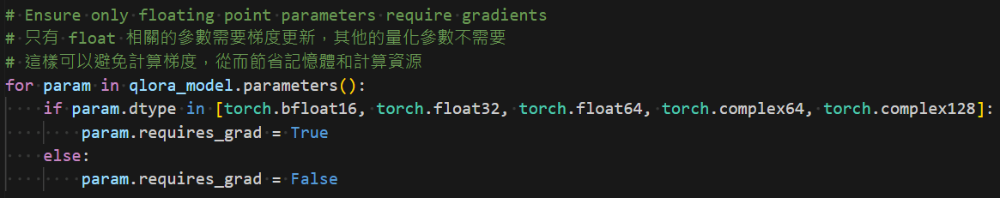 # Ensure only floating point parameters require gradients
# 只有 float 相關的參數需要梯度更新，其他的量化參數不需要
# 這樣可以避免計算梯度，從而節省記憶體和計算資源
for param in qlora_model.parameters():
    if param.dtype in [torch.bfloat16, torch.float32, torch.float64, torch.complex64, torch.complex128]:
        param.requires_grad = True
    else:
        param.requires_grad = False